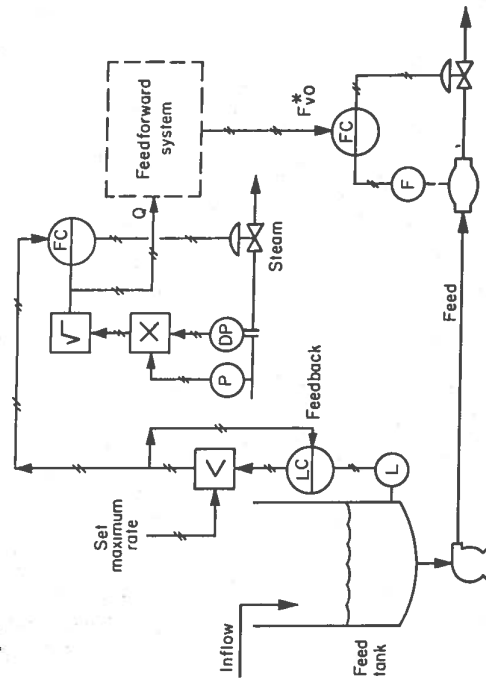 FC
√
Set
maximum
rate
Feedforward
system
Q
×
<
P
DP
Inflow
Steam
F*vo
LC
Feedback
FC
Feed
tank
L
F
Feed